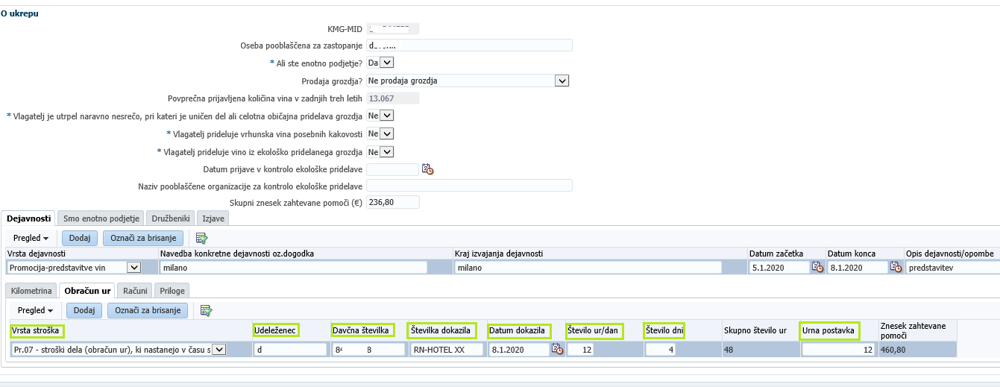 O ukrepu
KMG-MID
Oseba pooblaščena za zastopanje
* Ali ste enotno podjetje? Da
Prodaja grozdja? Ne prodaja grozdja
Povprečna prijavljena količina vina v zadnjih treh letih 13.067
* Vlagatelj je utrpel naravno nesrečo, pri kateri je uničen del ali celotna običajna pridelava grozdja Ne
* Vlagatelj prideluje vrhunska vina posebnih kakovosti Ne
* Vlagatelj prideluje vino iz ekološko pridelanega grozdja Ne
Datum prijave v kontrolo ekološke pridelave
Naziv pooblaščene organizacije za kontrolo ekološke pridelave
Skupni znesek zahtevane pomoči (€) 236,80
Dejavnosti Smo enotno podjetje Družbeniki Izjave
Pregled Dodaj Označi za brisanje
Vrsta dejavnosti Navedba konkretne dejavnosti oz.dogodka Kraj izvajanja dejavnosti Datum začetka Datum konca Opis dejavnosti/opombe
Promocija-predstavitve vin milano milano 5.1.2020 8.1.2020 predstavitev
Kilometrina Obračun ur Računi Priloge
Pregled Dodaj Označi za brisanje
Vrsta stroška Udeleženec Davčna številka Številka dokazila Datum dokazila Število ur/dan Število dni Skupno število ur Urna postavka Znesek zahtevane pomoči
Pr.07 - stroški dela (obračun ur), ki nastanejo v času s d 8 8 RN-HOTEL XX 8.1.2020 12 4 48 12 460,80